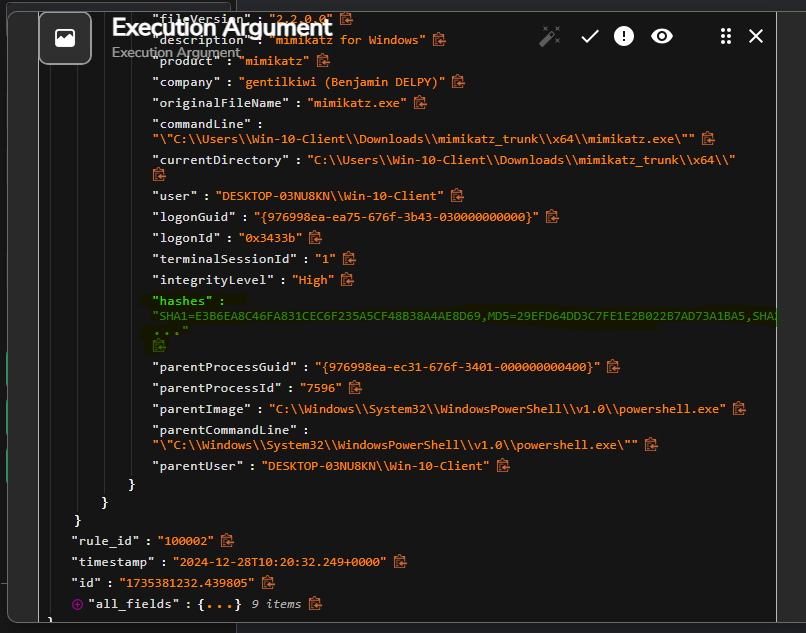 Execution Argument
Execution Argument
"fileVersion" : "2.2.0.0"
"description" : "mimikatz for Windows"
"product" : "mimikatz"
"company" : "gentilkiwi (Benjamin DELPY)"
"originalFileName" : "mimikatz.exe"
"commandLine" :
"\"C:\\Users\\Win-10-Client\\Downloads\\mimikatz_trunk\\x64\\mimikatz.exe\""
"currentDirectory" : "C:\\Users\\Win-10-Client\\Downloads\\mimikatz_trunk\\x64\\"
"user" : "DESKTOP-03NU8KN\\Win-10-Client"
"logonGuid" : "{976998ea-ea75-676f-3b43-030000000000}"
"logonId" : "0x3433b"
"terminalSessionId" : "1"
"integrityLevel" : "High"
"hashes" :
"SHA1=E3B6EA8C46FA831CEC6F235A5CF48B38A4AE8D69,MD5=29EFD64DD3C7FE1E2B022B7AD73A1BA5,SHA2
..."
"parentProcessGuid" : "{976998ea-ec31-676f-3401-000000000400}"
"parentProcessId" : "7596"
"parentImage" : "C:\\Windows\\System32\\WindowsPowerShell\\v1.0\\powershell.exe"
"parentCommandLine" :
"\"C:\\Windows\\System32\\WindowsPowerShell\\v1.0\\powershell.exe\""
"parentUser" : "DESKTOP-03NU8KN\\Win-10-Client"
}
}
}
"rule_id" : "100002"
"timestamp" : "2024-12-28T10:20:32.249+0000"
"id" : "1735381232.439805"
"all_fields" : {...} 9 items